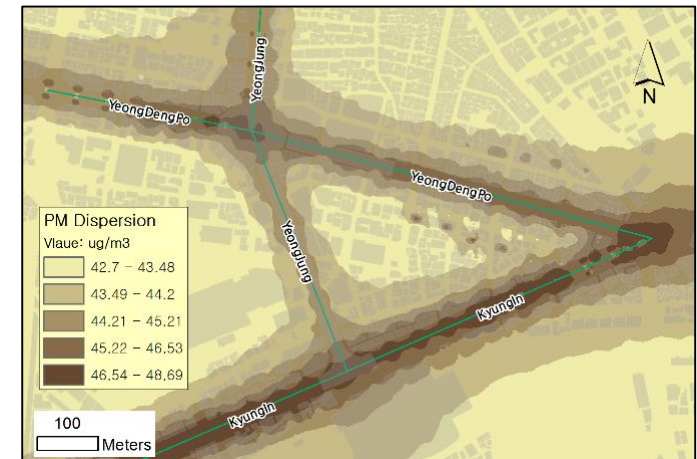 YeongJung
YeongDengPo
N
YeongDengPo
YeongJung
PM Dispersion
Vlaue: ug/m3
42.7 - 43.48
43.49 - 44.2
44.21 - 45.21
45.22 - 46.53
46.54 - 48.69
KyungIn
KyungIn
100
Meters